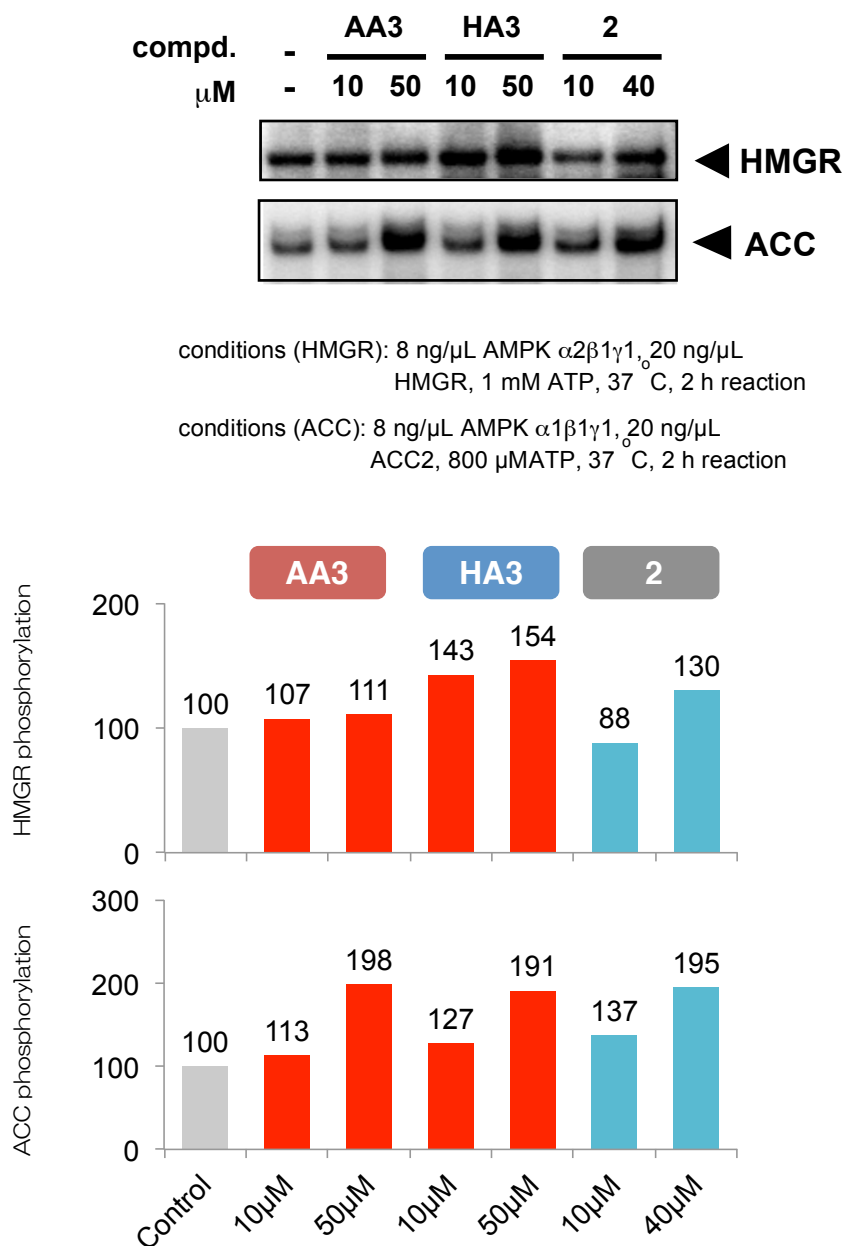 AA3 HA3 2
compd. -
μM - 10 50 10 50 10 40
HMGR
ACC
conditions (HMGR): 8 ng/μL AMPK α2β1γ1, 20 ng/μL
HMGR, 1 mM ATP, 37 °C, 2 h reaction
conditions (ACC): 8 ng/μL AMPK α1β1γ1, 20 ng/μL
ACC2, 800 μMATP, 37 °C, 2 h reaction
AA3 HA3 2
HMGR phosphorylation
200
100
0
100 107 111 143 154 88 130
ACC phosphorylation
300
200
100
0
100 113 198 127 191 137 195
Control 10μM 50μM 10μM 50μM 10μM 40μM